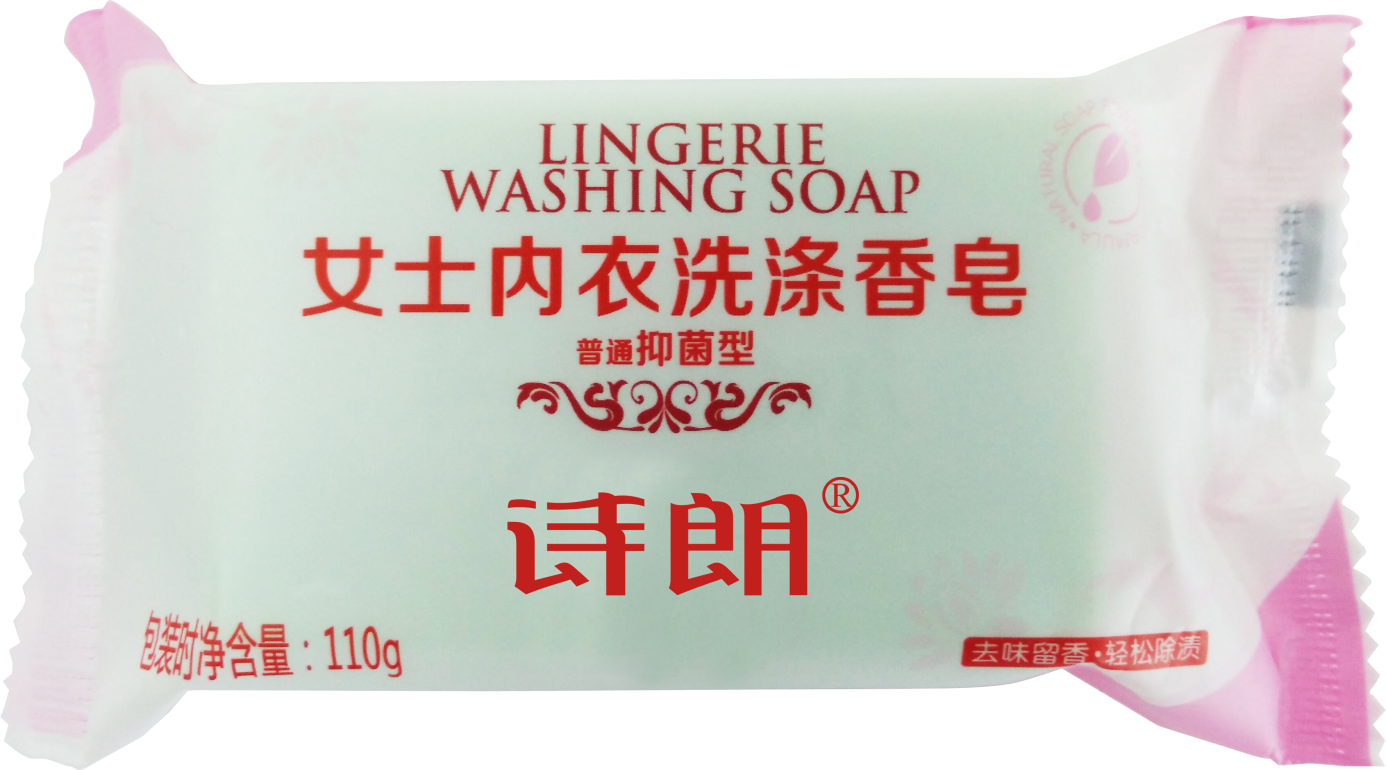 LINGERIE
WASHING SOAP
女士内衣洗涤香皂
普通抑菌型
诗朗®
包装时净含量：110g
去味留香·轻松除渍